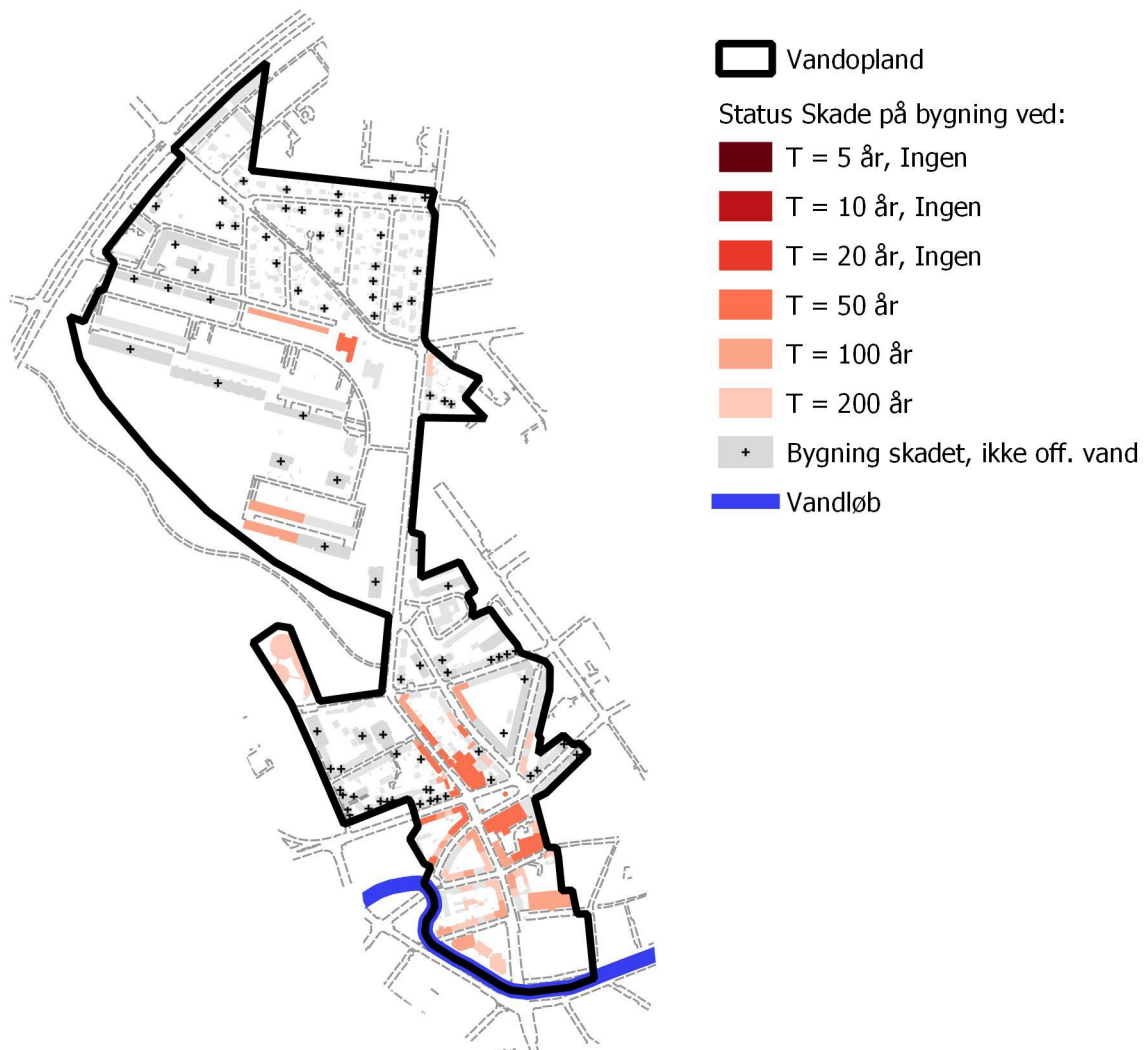 Vandopland
Status Skade på bygning ved:
T = 5 år, Ingen
T = 10 år, Ingen
T = 20 år, Ingen
T = 50 år
T = 100 år
T = 200 år
Bygning skadet, ikke off. vand
Vandløb